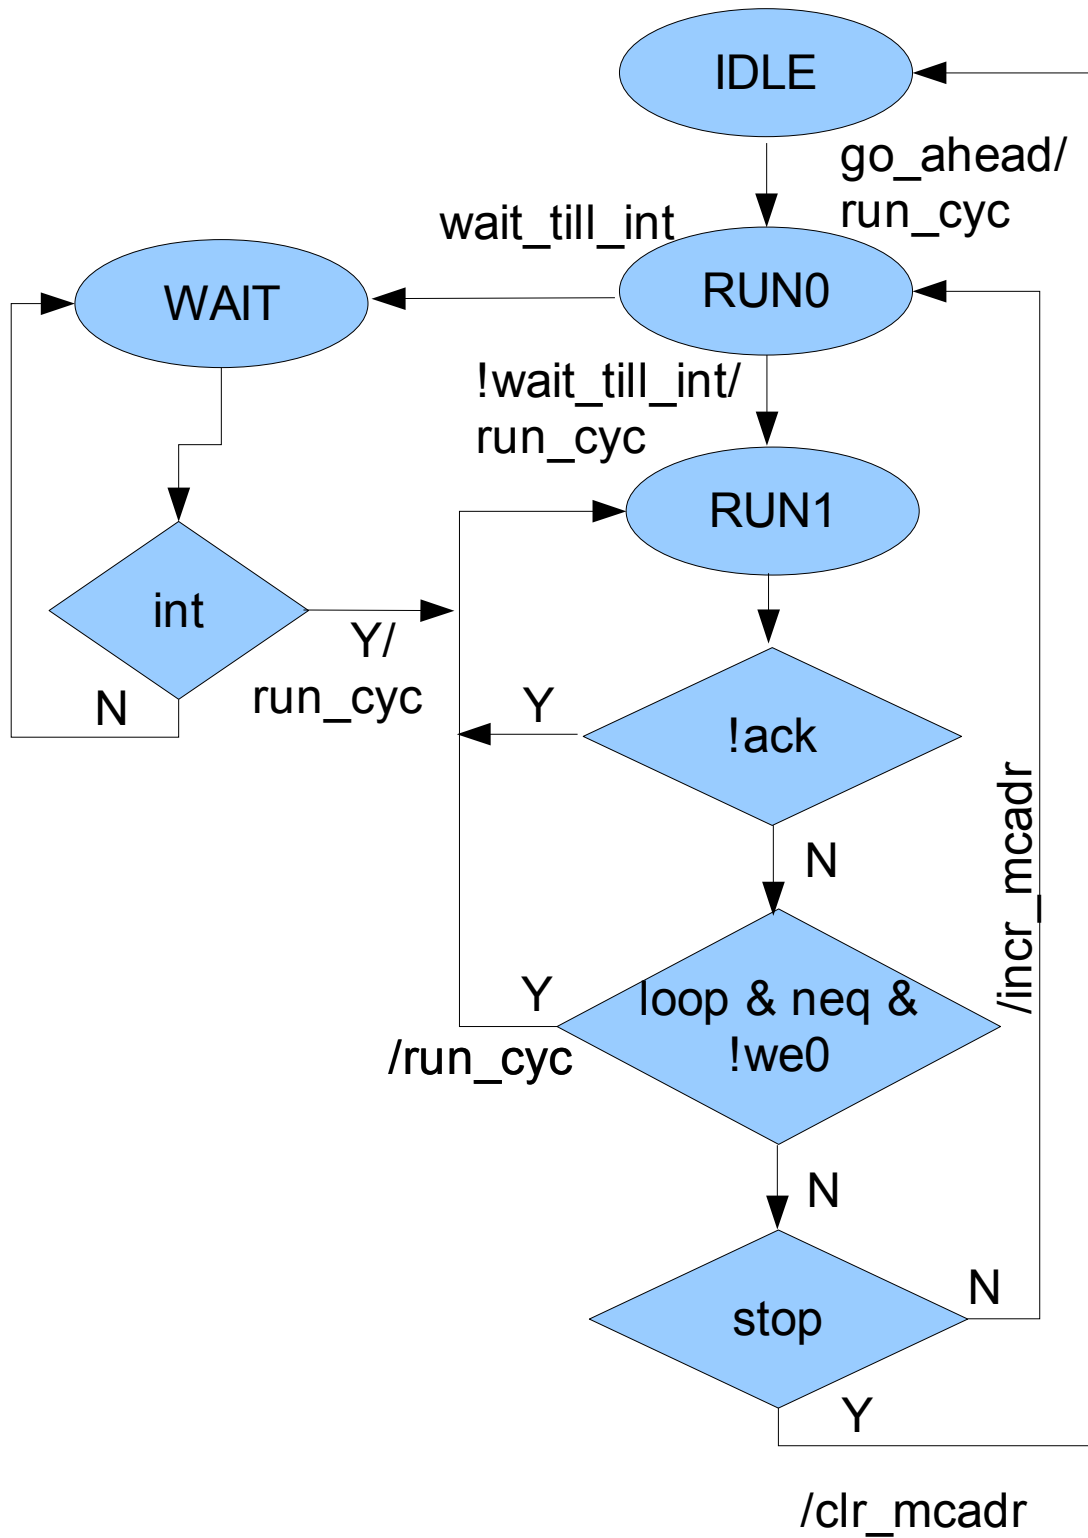 IDLE
go_ahead/
run_cyc
wait_till_int
RUN0
WAIT
!wait_till_int/
run_cyc
RUN1
int
Y/
run_cyc
N
Y
!ack
N
/incr_mcadr
Y
loop & neq &
!we0
/run_cyc
N
N
stop
Y
/clr_mcadr